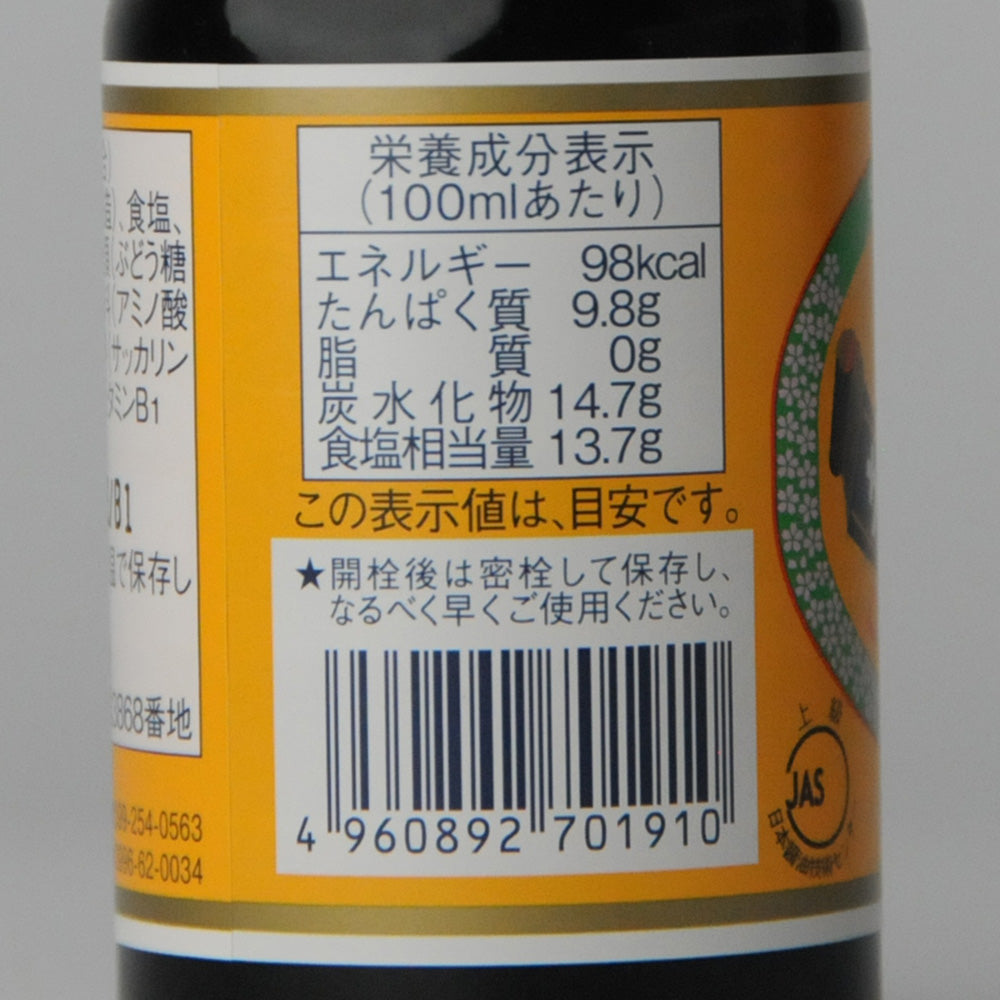 、食塩、
ぶどう糖
アミノ酸
サッカリン
ミンB1
B1
で保存し
868番地
-254-0563
-62-0034
栄養成分表示
(100mlあたり)
エネルギー 98kcal
たんぱく質 9.8g
脂質 0g
炭水化物 14.7g
食塩相当量 13.7g
この表示値は、目安です。
★開栓後は密栓して保存し、
なるべく早くご使用ください。
4 960892 701910
上級
JAS
日本醤油技術セン